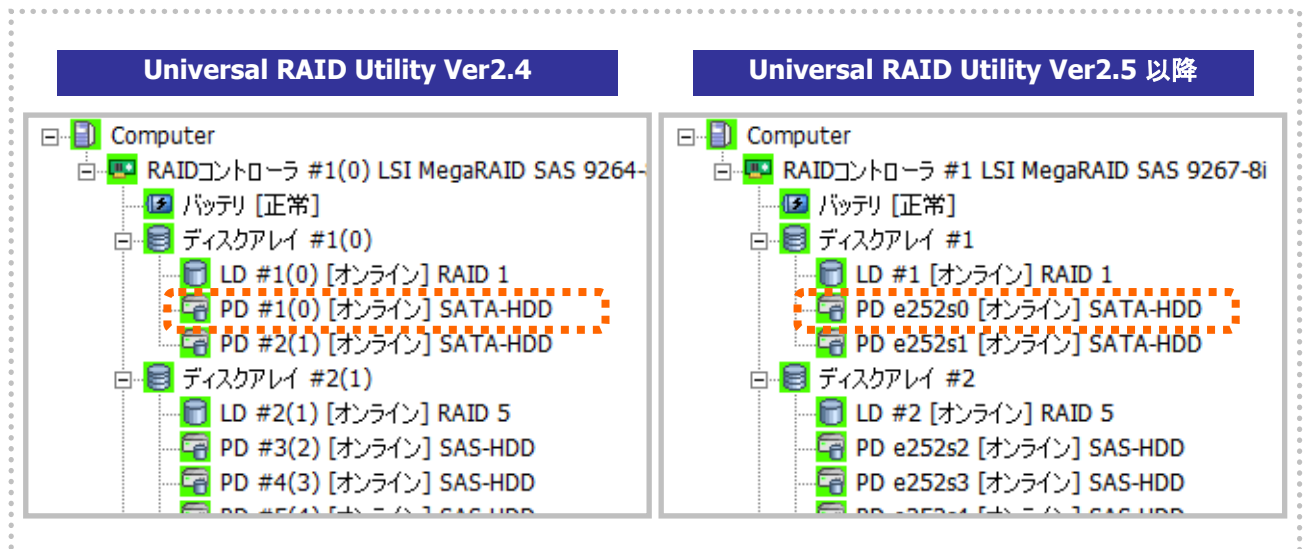 Universal RAID Utility Ver2.4
Computer
RAIDコントローラ #1(0) LSI MegaRAID SAS 9264-
バッテリ [正常]
ディスクアレイ #1(0)
LD #1(0) [オンライン] RAID 1
PD #1(0) [オンライン] SATA-HDD
PD #2(1) [オンライン] SATA-HDD
ディスクアレイ #2(1)
LD #2(1) [オンライン] RAID 5
PD #3(2) [オンライン] SAS-HDD
PD #4(3) [オンライン] SAS-HDD
Universal RAID Utility Ver2.5 以降
Computer
RAIDコントローラ #1 LSI MegaRAID SAS 9267-8i
バッテリ [正常]
ディスクアレイ #1
LD #1 [オンライン] RAID 1
PD e252s0 [オンライン] SATA-HDD
PD e252s1 [オンライン] SATA-HDD
ディスクアレイ #2
LD #2 [オンライン] RAID 5
PD e252s2 [オンライン] SAS-HDD
PD e252s3 [オンライン] SAS-HDD